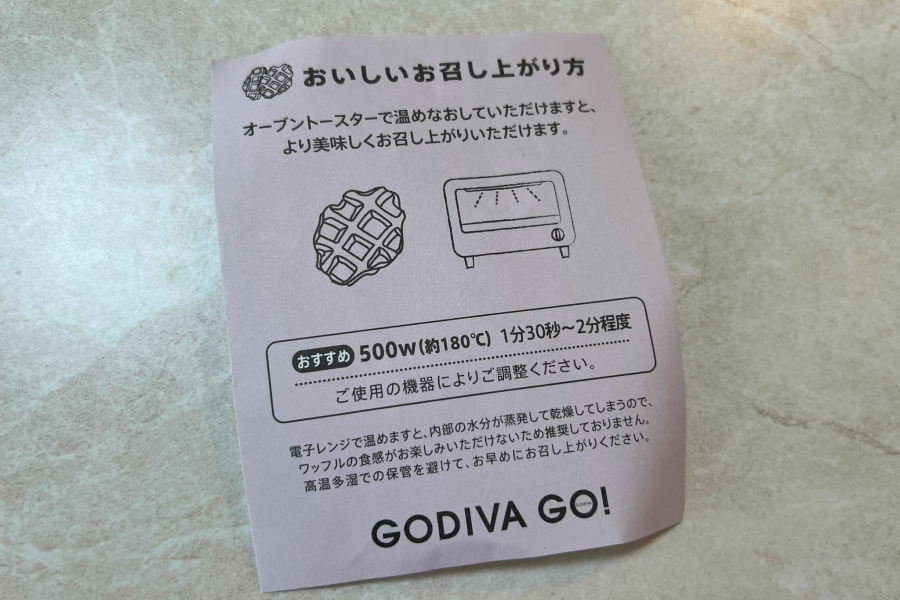 おいしいお召し上がり方
オーブントースターで温めなおしていただけますと、
より美味しくお召し上がりいただけます。
おすすめ 500w(約180℃) 1分30秒～2分程度
ご使用の機器によりご調整ください。
電子レンジで温めますと、内部の水分が蒸発して乾燥してしまうので、
ワッフルの食感がお楽しみいただけないため推奨しておりません。
高温多湿での保管を避けて、お早めにお召し上がりください。
GODIVA GO!